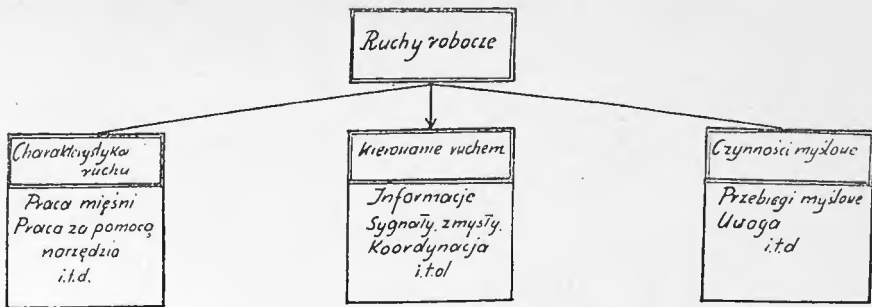 Ruchy robocze
Charakterystyka
ruchu
Praca mięśni
Praca za pomocą
narzędzia
i.t.d.
Kierowanie ruchem
Informacje
Sygnały, zmysły.
Koordynacja
i.t.d
Czynności myślowe
Przebiegi myślowe
Uwaga
i.t.d